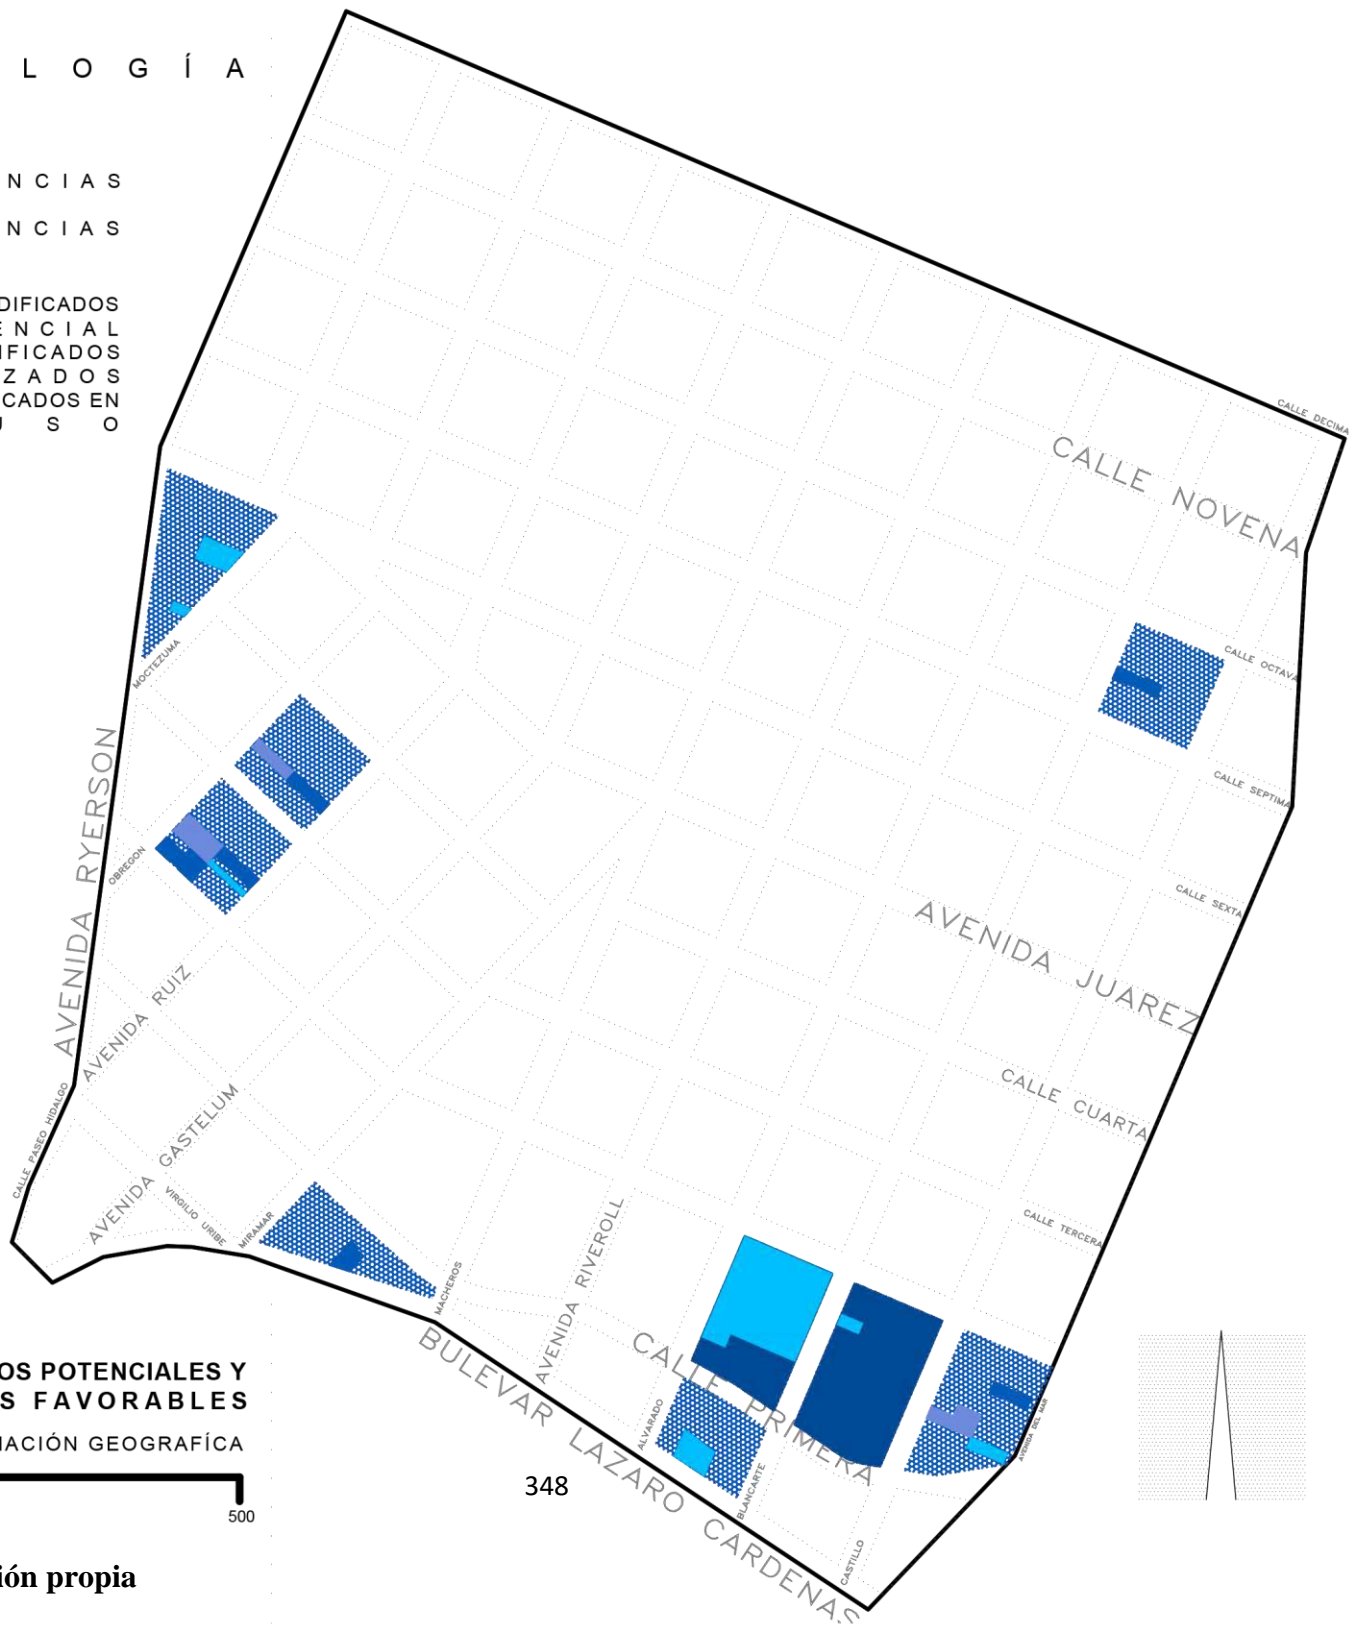 L O G Í A
N C I A S
N C I A S
DIFICADOS
E N C I A L
IFICADOS
Z A D O S
CADOS EN
U S O
CALLE DECIMA
CALLE NOVENA
CALLE OCTAVA
MOCTEZUMA
CALLE SEPTIMA
AVENIDA RYERSON
OBREGON
CALLE SEXTA
AVENIDA JUAREZ
AVENIDA RUIZ
CALLE CUARTA
CALLE PASEO HIDALGO
AVENIDA GASTELUM
VIRGILIO URIBE
MIRAMAR
CALLE TERCERA
AVENIDA RIVEROLL
MACHEROS
BULEVAR LAZARO CARDENAS
CALLE PRIMERA
ALVARADO
BLANCARTE
AVENIDA DEL MAR
CASTILLO
OS POTENCIALES Y
S FAVORABLES
MACIÓN GEOGRAFÍCA
500
348
ión propia